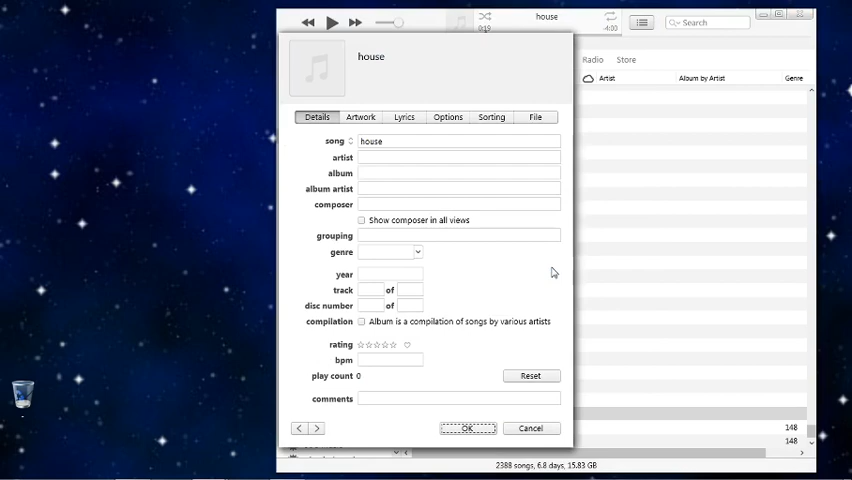 house
0:19
-4:00
Search
Radio
Store
Artist
Album by Artist
Genre
house
Details
Artwork
Lyrics
Options
Sorting
File
song
house
artist
album
album artist
composer
Show composer in all views
grouping
genre
year
track
of
disc number
of
compilation
Album is a compilation of songs by various artists
rating
bpm
play count 0
Reset
comments
OK
Cancel
148
148
2388 songs, 6.8 days, 15.83 GB